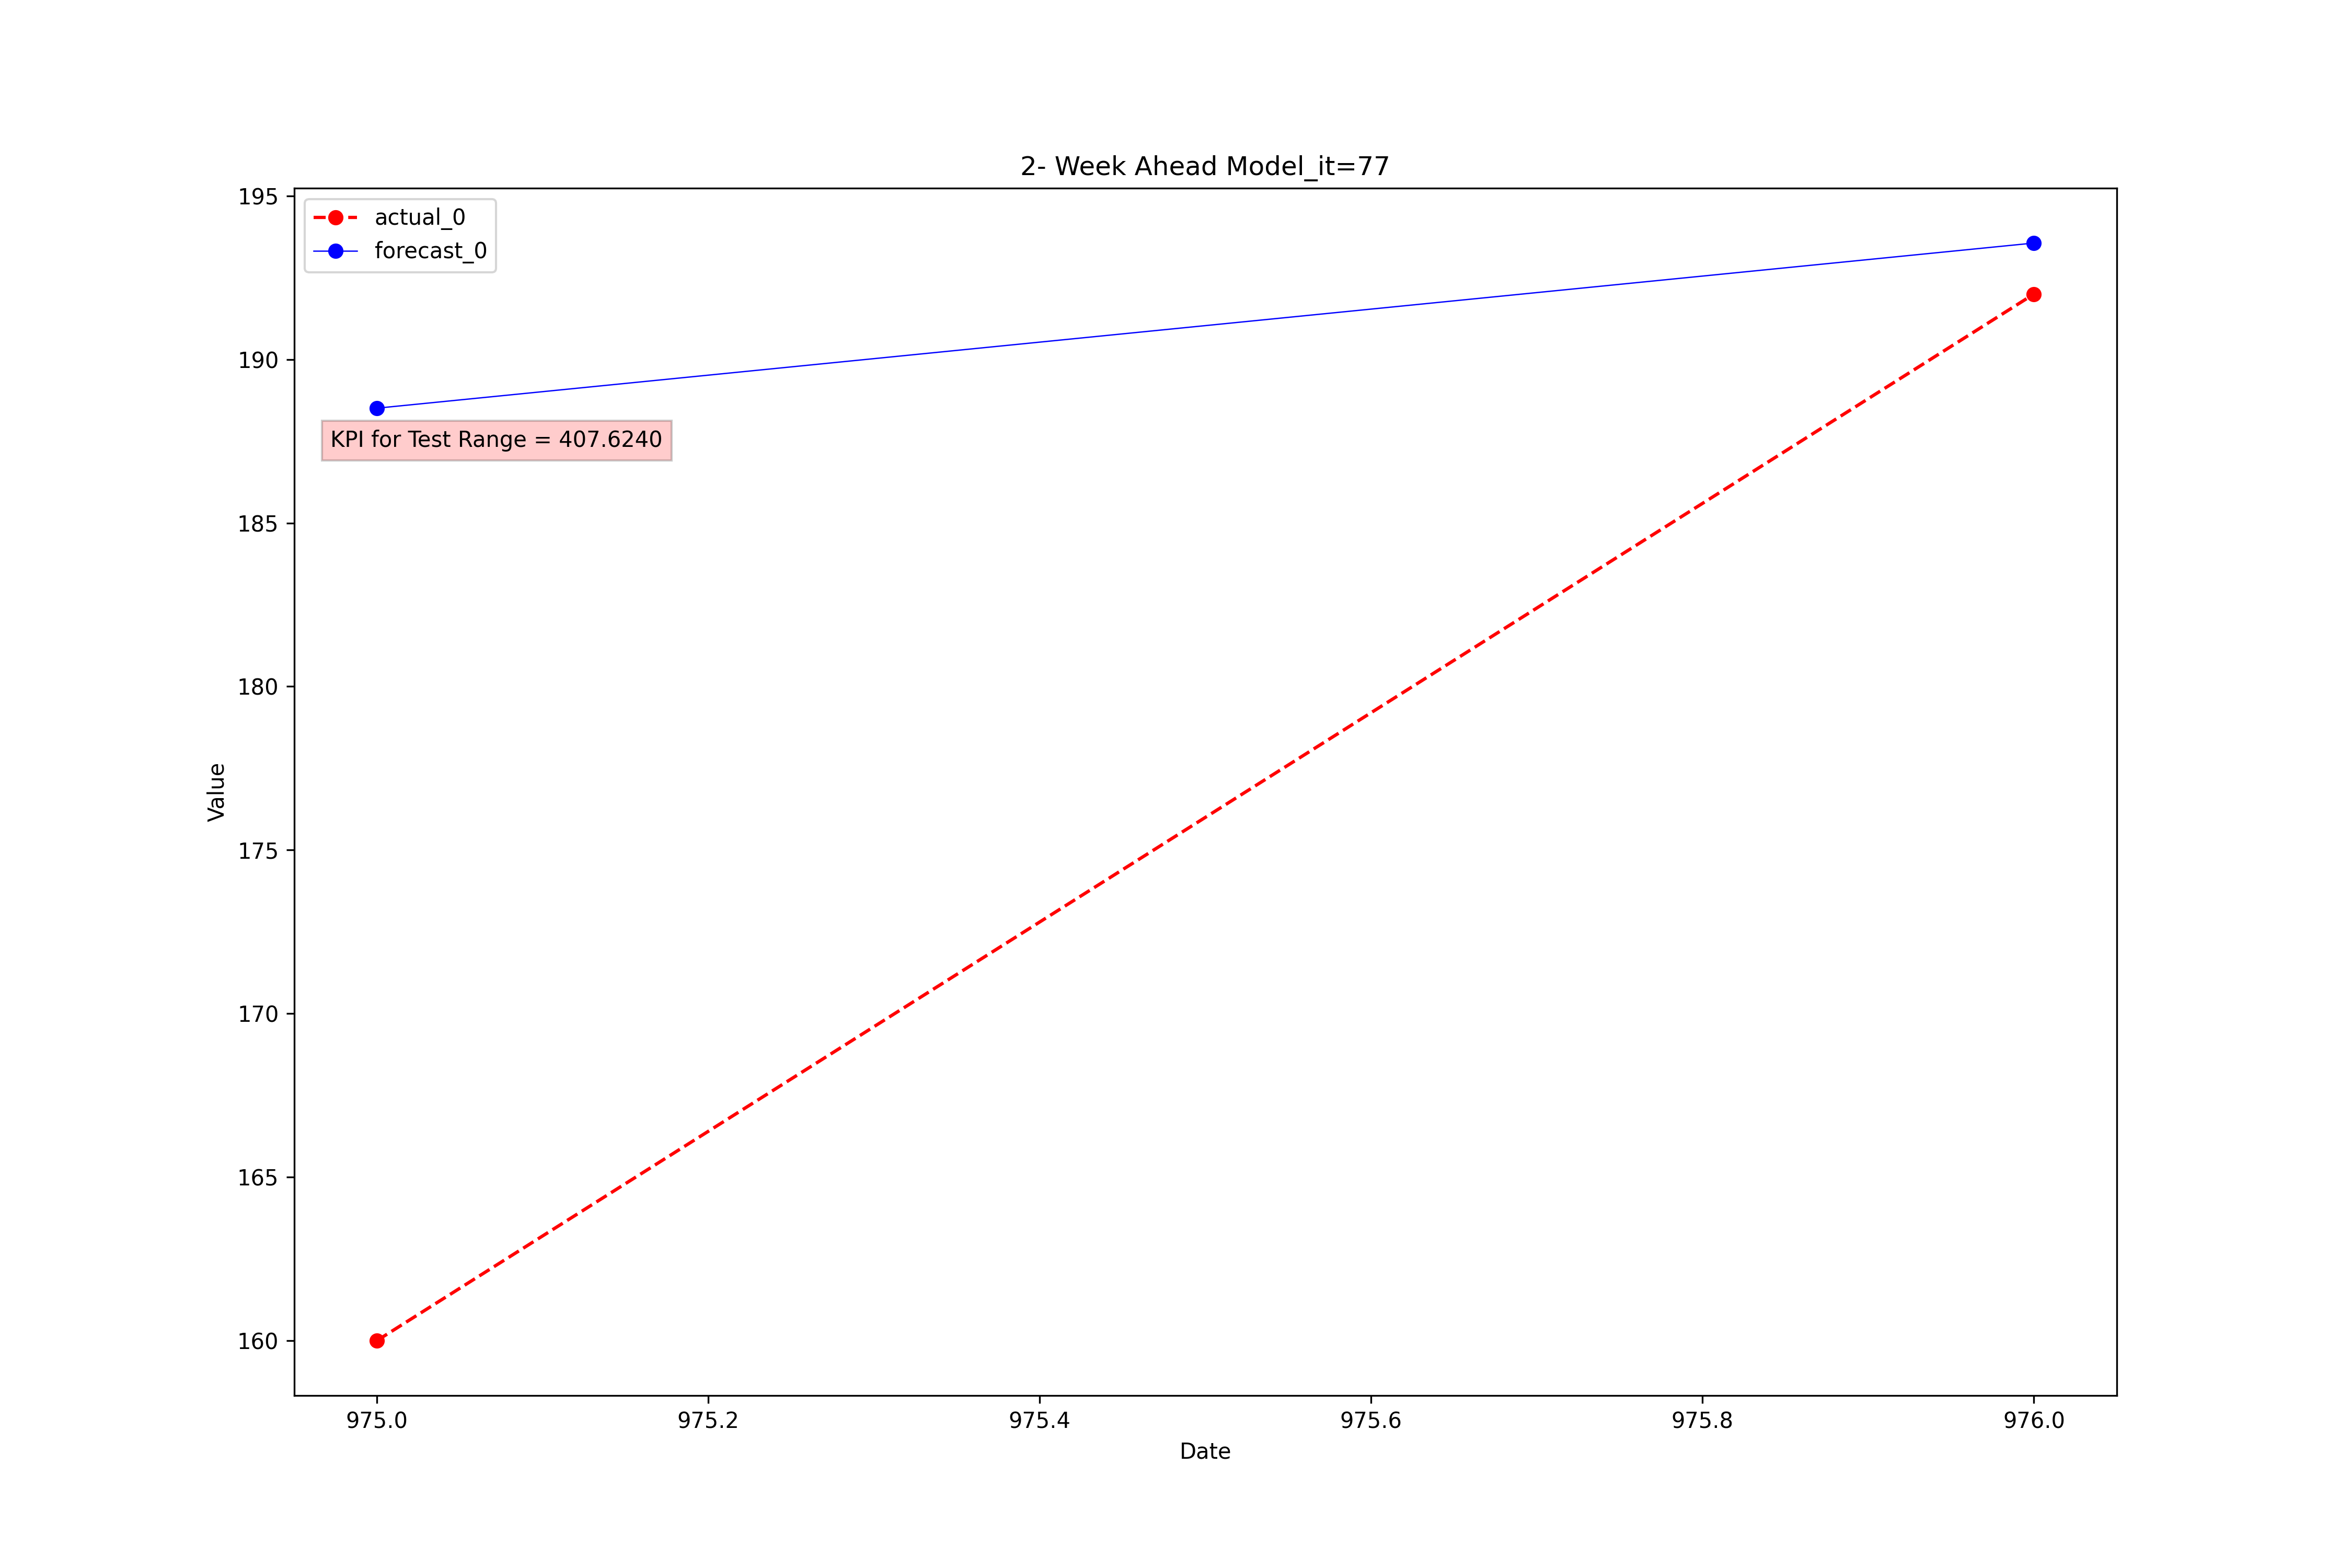 2- Week Ahead Model_it=77
actual_0
forecast_0
KPI for Test Range = 407.6240
195
190
185
180
175
170
165
160
Value
975.0 975.2 975.4 975.6 975.8 976.0
Date